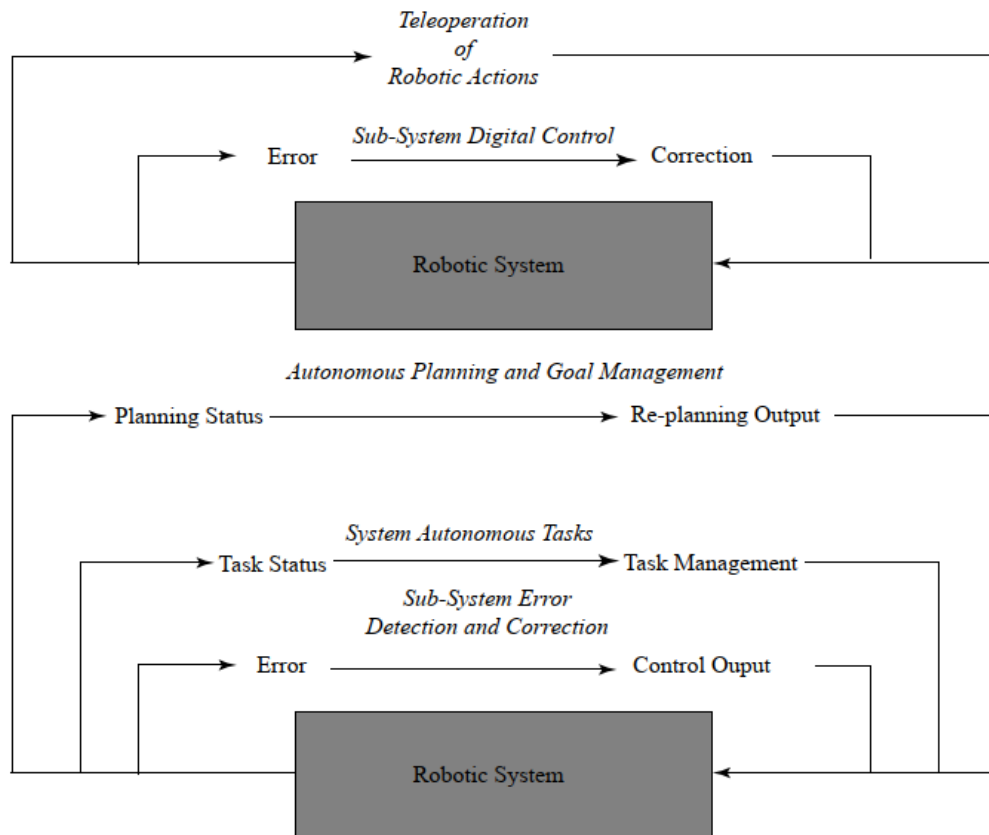 Teleoperation
of
Robotic Actions
Sub-System Digital Control
Error
Correction
Robotic System
Autonomous Planning and Goal Management
Planning Status
Re-planning Output
System Autonomous Tasks
Task Status
Task Management
Sub-System Error
Detection and Correction
Error
Control Ouput
Robotic System